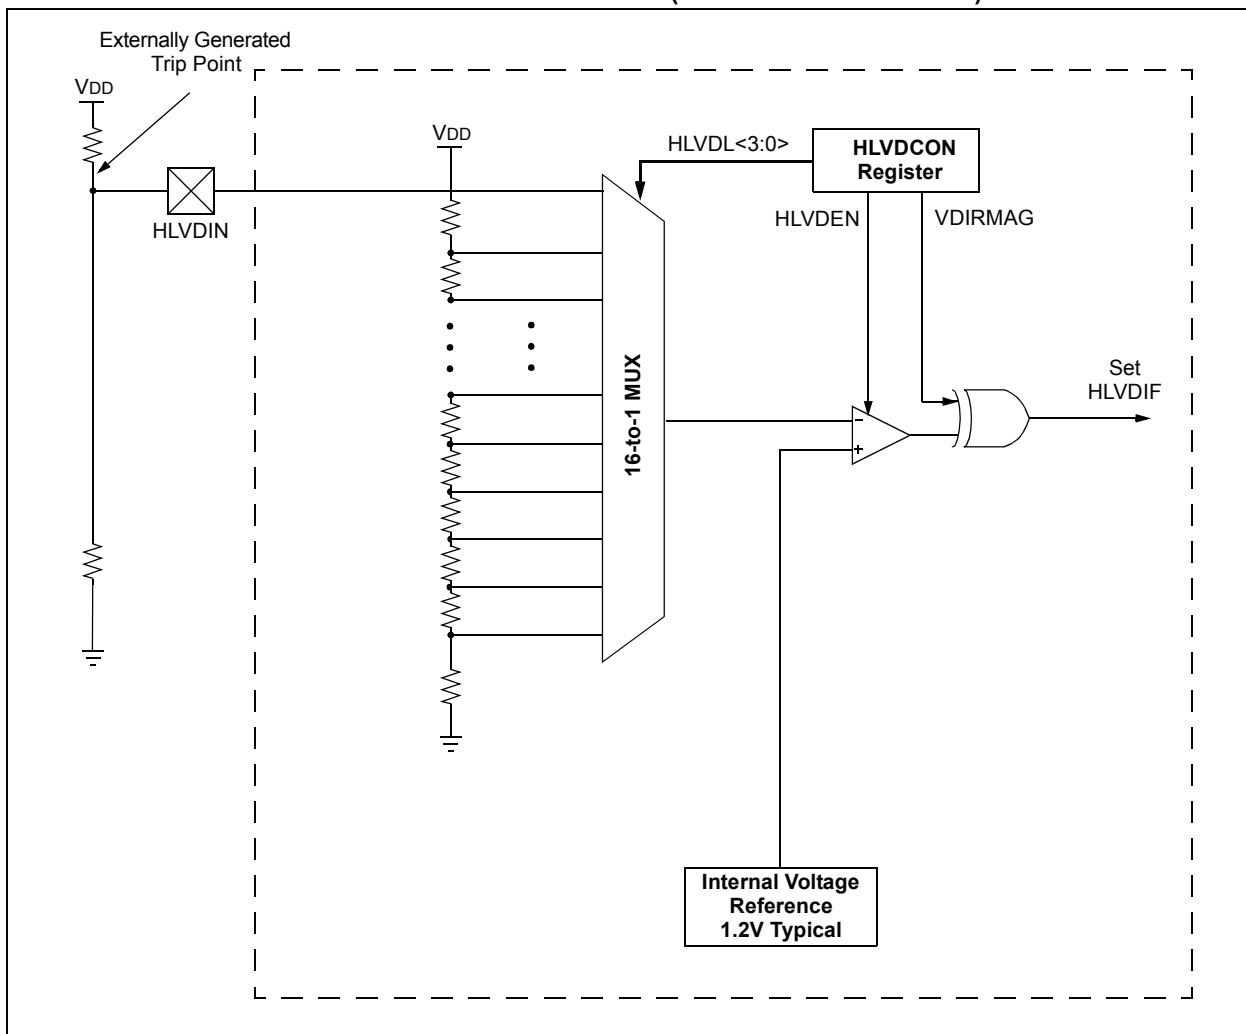 Externally Generated
Trip Point
VDD
VDD
HLVDL<3:0>
HLVDCON
Register
HLVDIN
HLVDEN
VDIRMAG
16-to-1 MUX
Set
HLVDIF
–
+
Internal Voltage
Reference
1.2V Typical